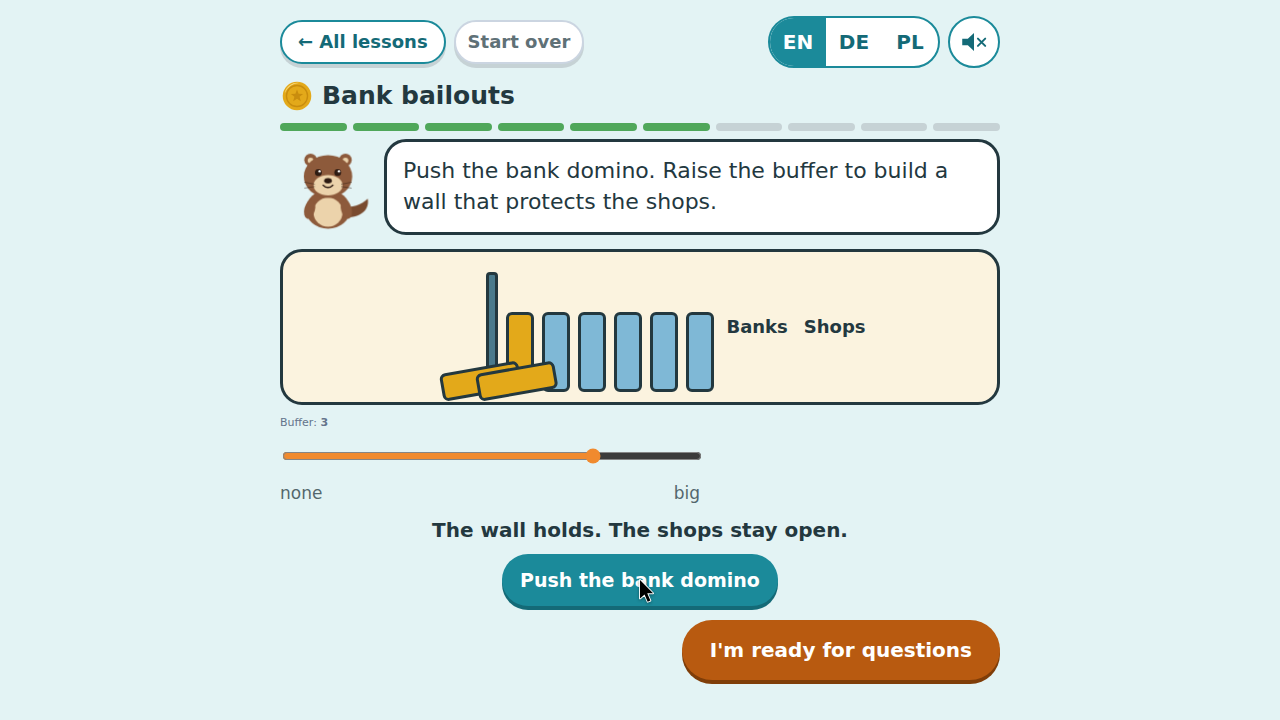 ← All lessons
Start over
EN DE PL
Bank bailouts
Push the bank domino. Raise the buffer to build a
wall that protects the shops.
Banks Shops
Buffer: 3
none
big
The wall holds. The shops stay open.
Push the bank domino
I'm ready for questions